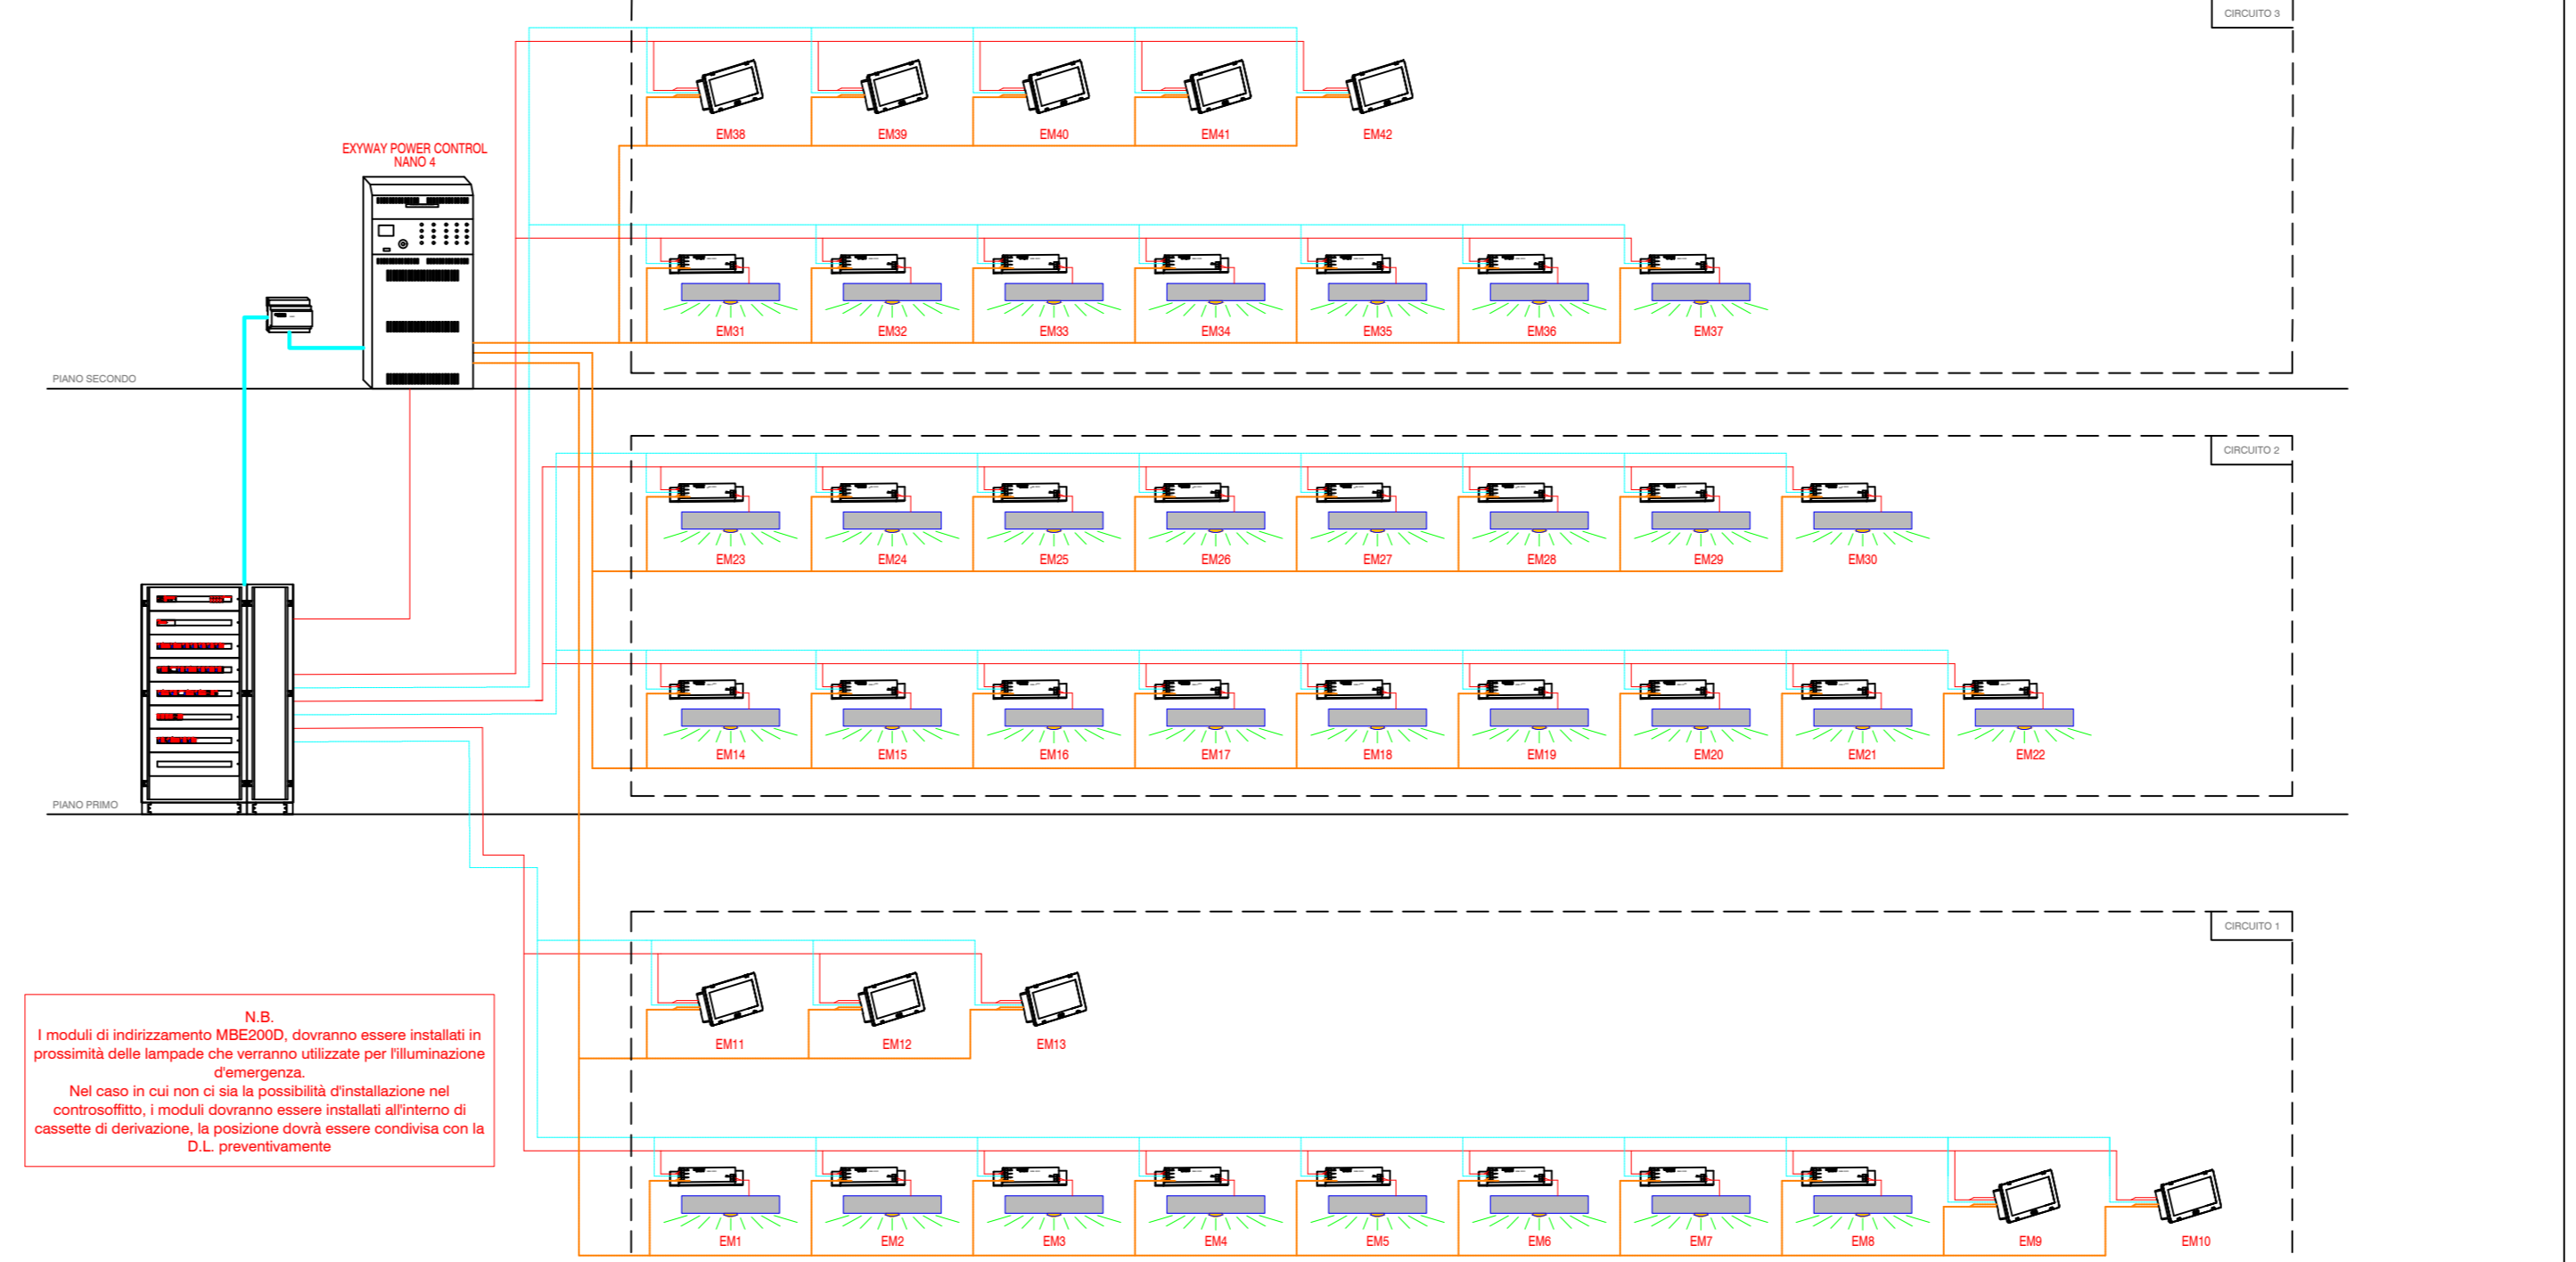 CIRCUITO 3
EM38
EM39
EM40
EM41
EM42
EXYWAY POWER CONTROL
NANO 4
EM31
EM32
EM33
EM34
EM35
EM36
EM37
PIANO SECONDO
CIRCUITO 2
EM23
EM24
EM25
EM26
EM27
EM28
EM29
EM30
EM14
EM15
EM16
EM17
EM18
EM19
EM20
EM21
EM22
PIANO PRIMO
CIRCUITO 1
EM11
EM12
EM13
N.B.
I moduli di indirizzamento MBE200D, dovranno essere installati in
prossimità delle lampade che verranno utilizzate per l'illuminazione
d'emergenza.
Nel caso in cui non ci sia la possibilità d'installazione nel
controsoffitto, i moduli dovranno essere installati all'interno di
cassette di derivazione, la posizione dovrà essere condivisa con la
D.L. preventivamente
EM1
EM2
EM3
EM4
EM5
EM6
EM7
EM8
EM9
EM10